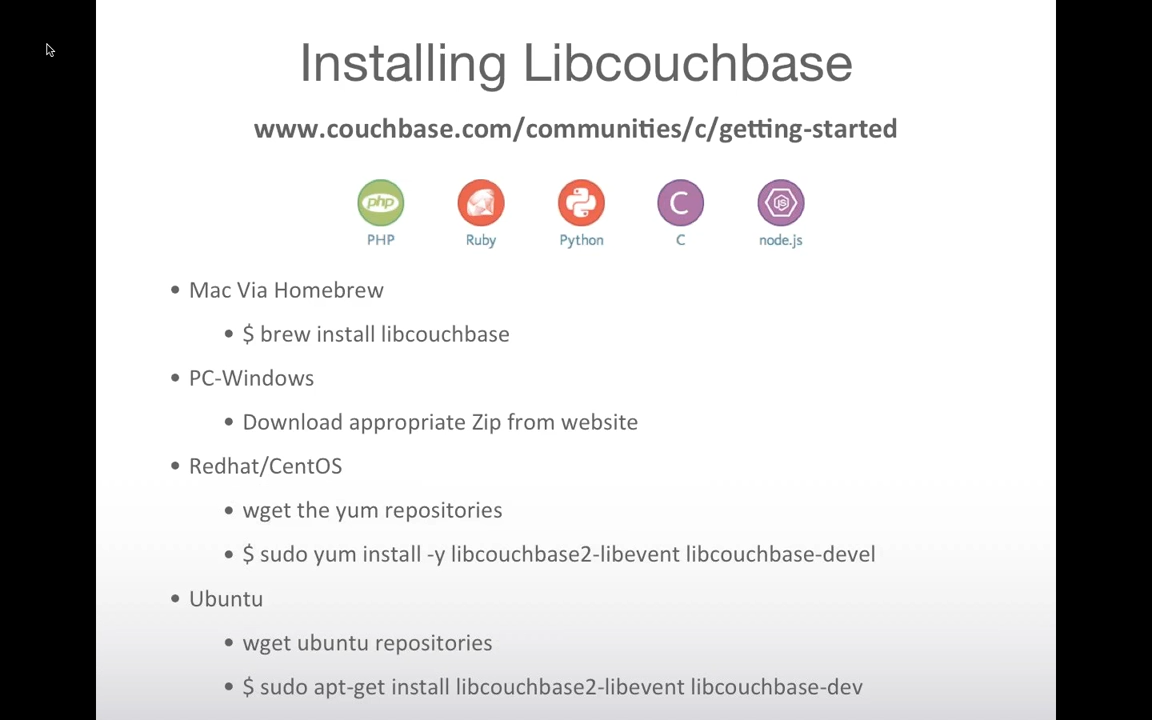 Installing Libcouchbase
www.couchbase.com/communities/c/getting-started
php C JS
PHP Ruby Python C node.js
• Mac Via Homebrew
• $ brew install libcouchbase
• PC-Windows
• Download appropriate Zip from website
• Redhat/CentOS
• wget the yum repositories
• $ sudo yum install -y libcouchbase2-libevent libcouchbase-devel
• Ubuntu
• wget ubuntu repositories
• $ sudo apt-get install libcouchbase2-libevent libcouchbase-dev